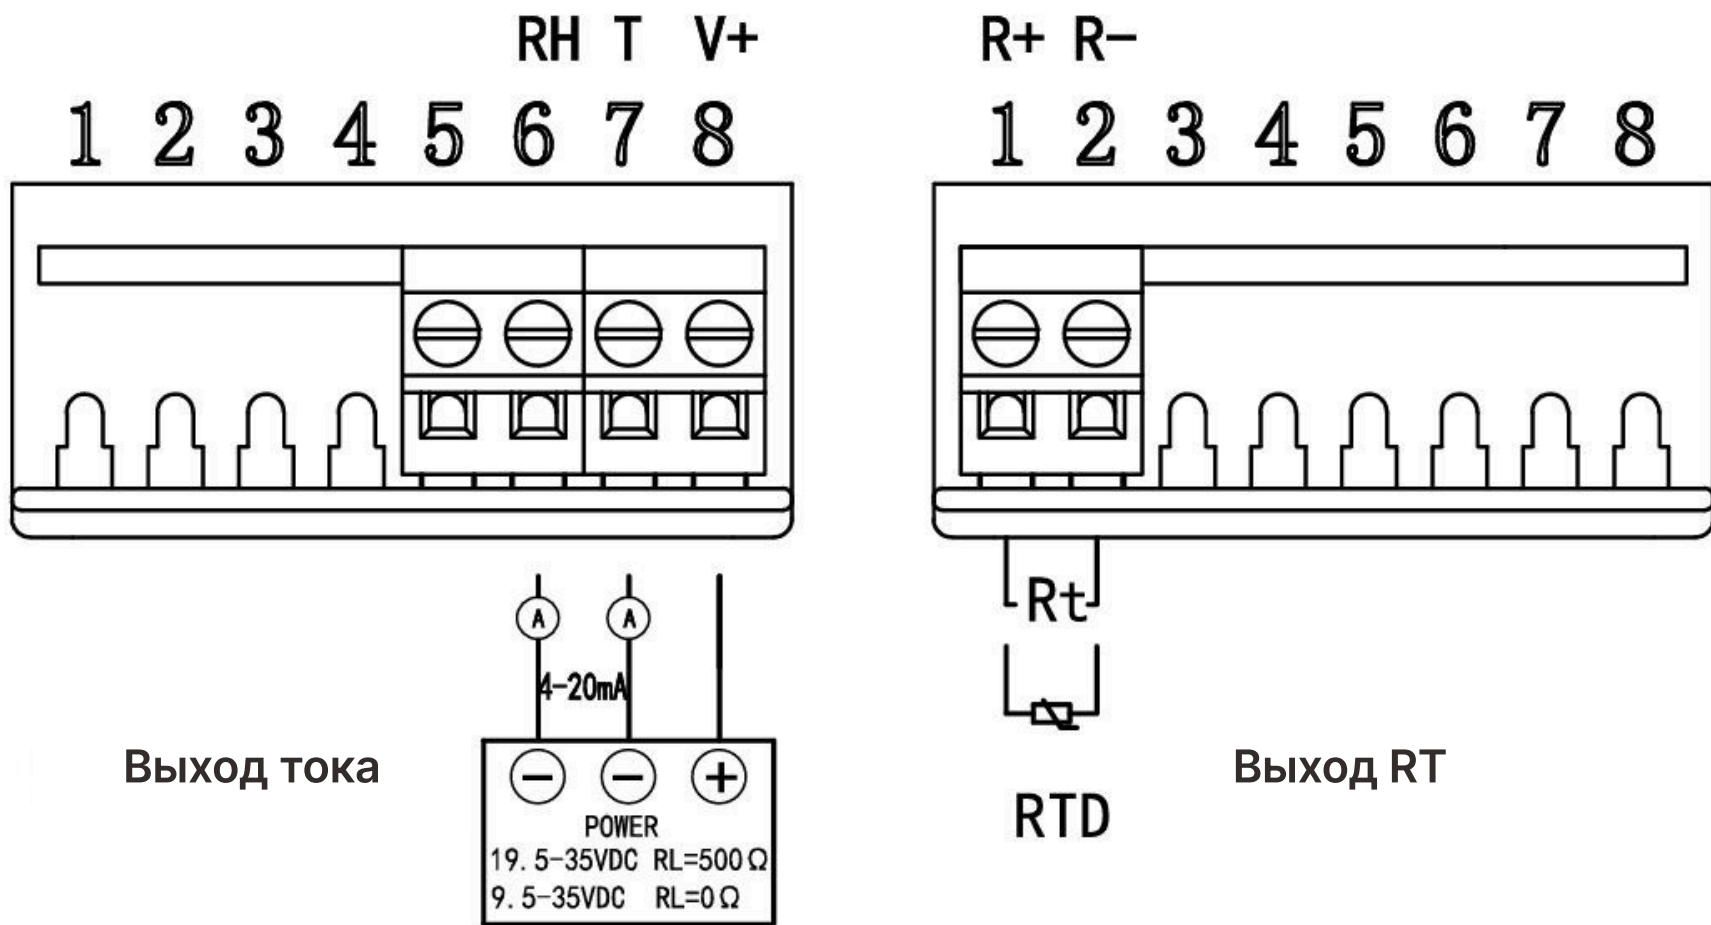 RH T V+
1 2 3 4 5 6 7 8
A A
4-20mA
Выход тока
POWER
19.5-35VDC RL=500Ω
9.5-35VDC RL=0Ω
R+ R-
1 2 3 4 5 6 7 8
Rt
RTD
Выход RT